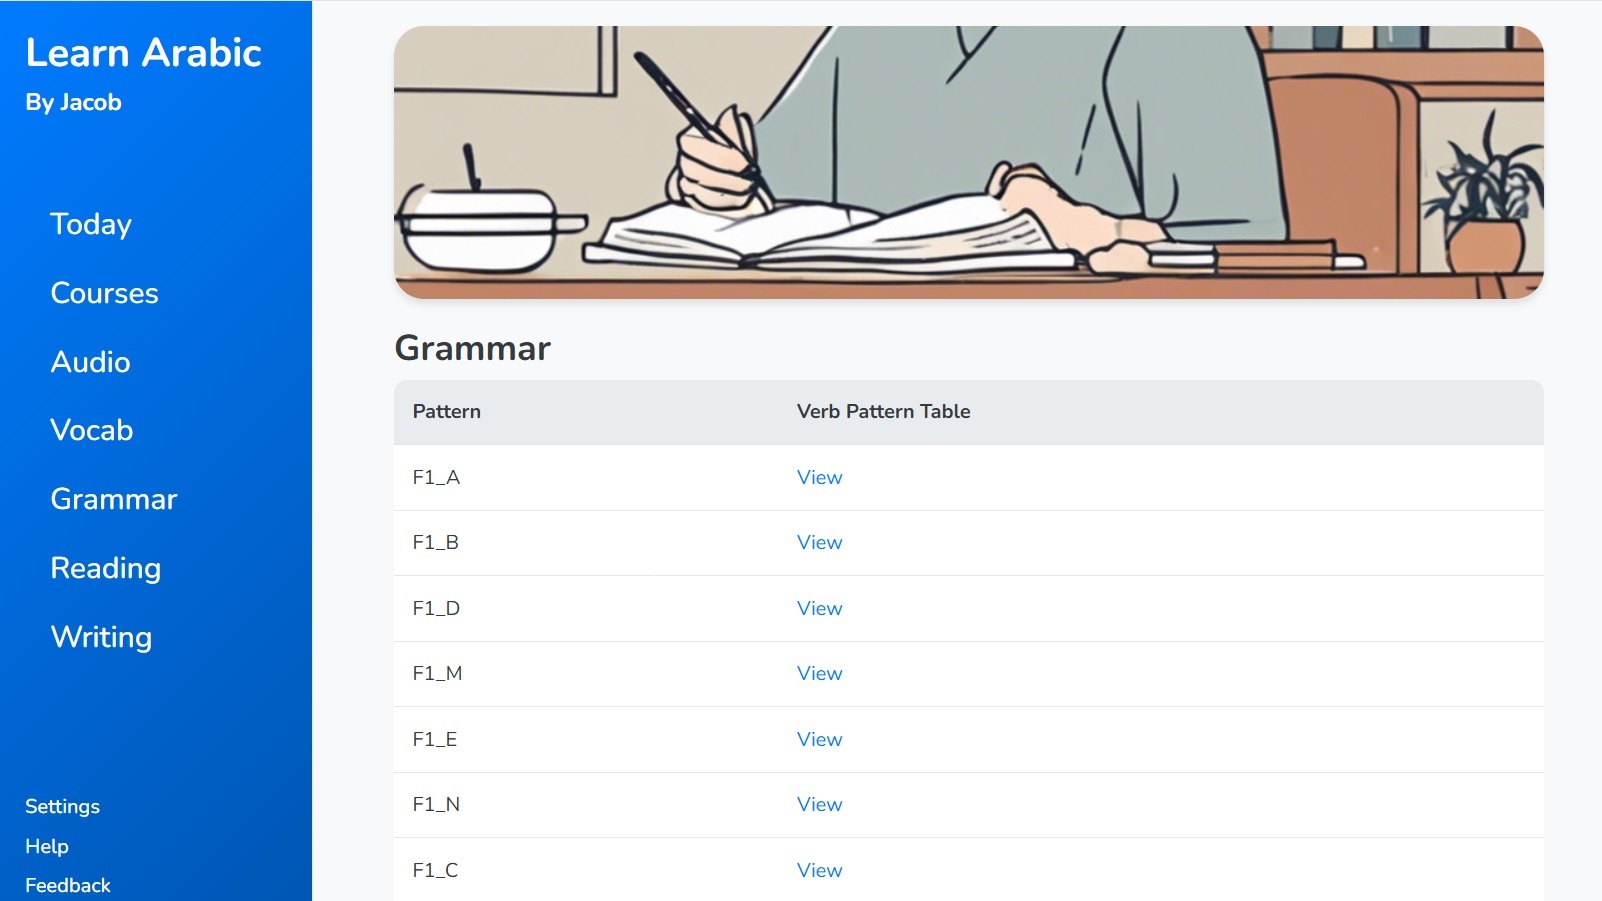 Learn Arabic
By Jacob
Today
Courses
Audio
Vocab
Grammar
Reading
Writing
Settings
Help
Feedback
Grammar
Pattern Verb Pattern Table
F1_A View
F1_B View
F1_D View
F1_M View
F1_E View
F1_N View
F1_C View